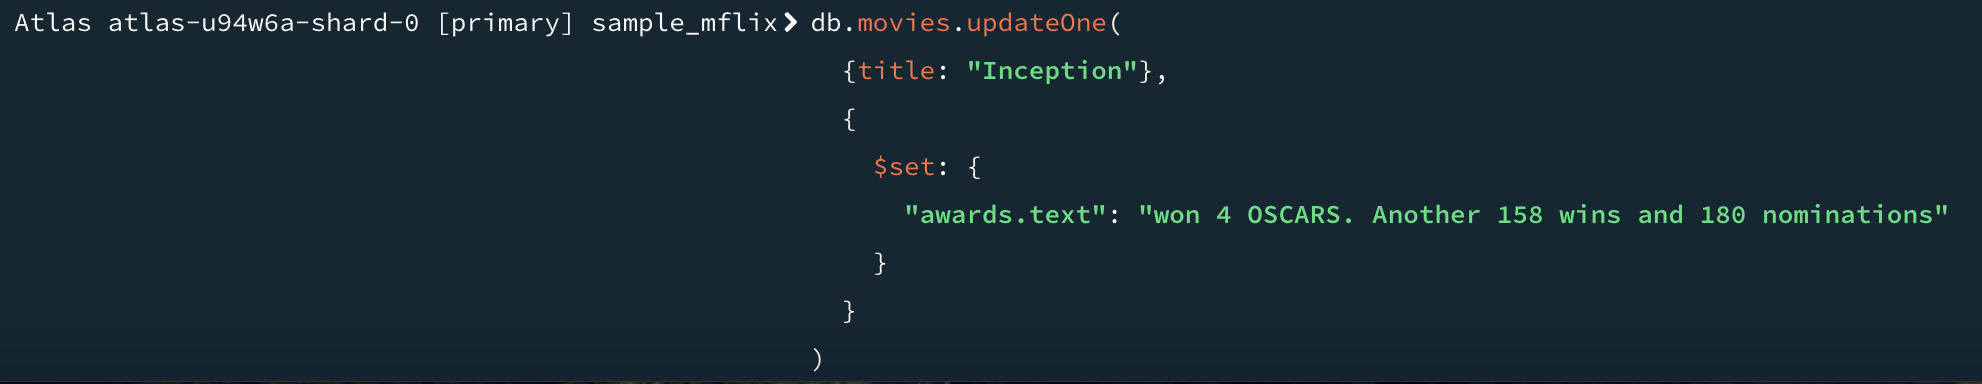 Atlas atlas-u94w6a-shard-0 [primary] sample_mflix> db.movies.updateOne(
{title: "Inception"},
{
$set: {
"awards.text": "won 4 OSCARS. Another 158 wins and 180 nominations"
}
}
)